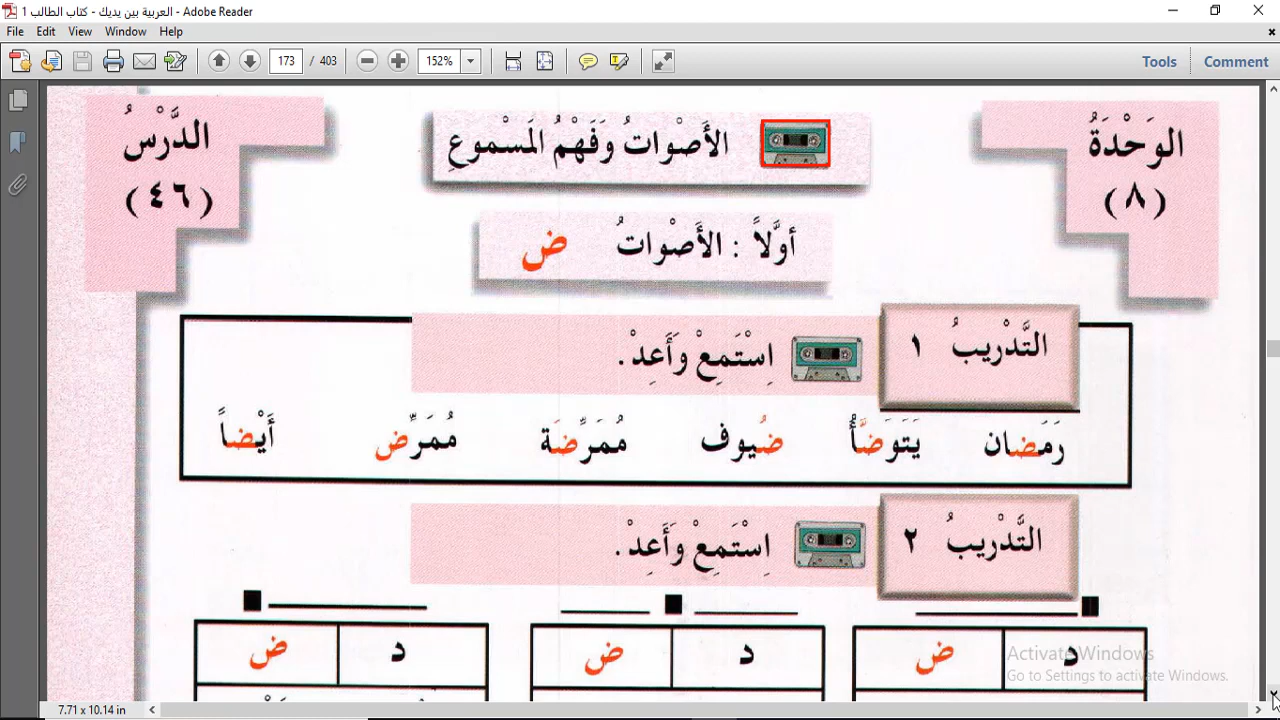 العربية بين يديك - كتاب الطالب 1 - Adobe Reader
File Edit View Window Help
173 / 403 152% Tools Comment
الوَحْدَةُ (٨)
الأَصْواتُ وَفَهْمُ المَسْموعِ
الدَّرْسُ (٤٦)
أوَّلاً : الأَصْواتُ ض
التَّدْريبُ ١ اِسْتَمِعْ وَأَعِدْ .
رَمَضان يَتَوَضَّأُ ضُيوف مُمَرِّضَة مُمَرِّض أَيْضاً
التَّدْريبُ ٢ اِسْتَمِعْ وَأَعِدْ .
د ض د ض د ض
Activate Windows
Go to Settings to activate Windows.
7.71 x 10.14 in